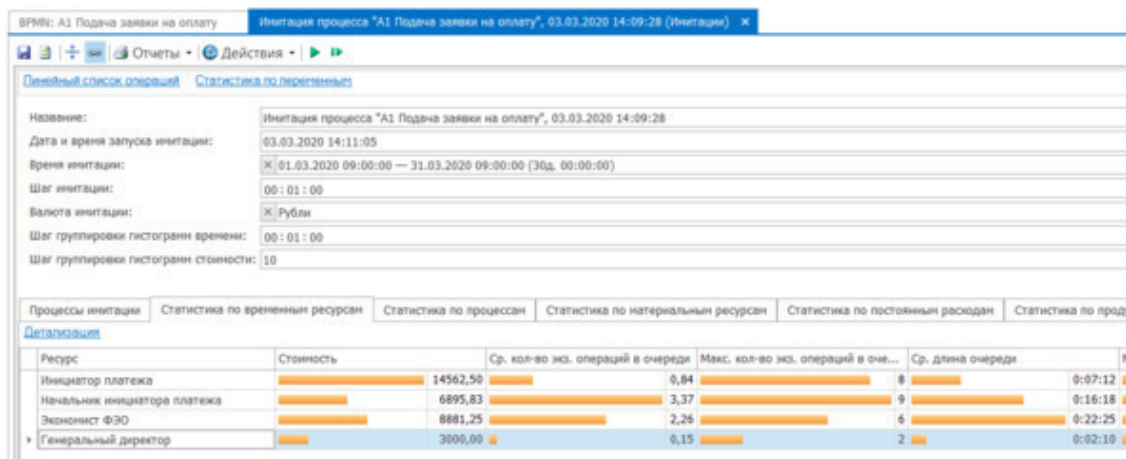 BPMN: A1 Подача заявки на оплату
Имитация процесса "A1 Подача заявки на оплату", 03.03.2020 14:09:28 (Имитации) ×
Отчеты
Действия
Линейный список операций Статистика по переменным
Название: Имитация процесса "A1 Подача заявки на оплату", 03.03.2020 14:09:28
Дата и время запуска имитации: 03.03.2020 14:11:05
Время имитации: × 01.03.2020 09:00:00 — 31.03.2020 09:00:00 (30д. 00:00:00)
Шаг имитации: 00 : 01 : 00
Валюта имитации: × Рубли
Шаг группировки гистограмм времени: 00 : 01 : 00
Шаг группировки гистограмм стоимости: 10
Процессы имитации Статистика по временным ресурсам Статистика по процессам Статистика по материальным ресурсам Статистика по постоянным расходам Статистика по прод
Детализация
Ресурс Стоимость Ср. кол-во экз. операций в очереди Макс. кол-во экз. операций в оче... Ср. длина очереди
Инициатор платежа 14562,50 0,84 8 0:07:12
Начальник инициатора платежа 6895,83 3,37 9 0:16:18
Экономист ФЭО 8881,25 2,26 6 0:22:25
Генеральный директор 3000,00 0,15 2 0:02:10